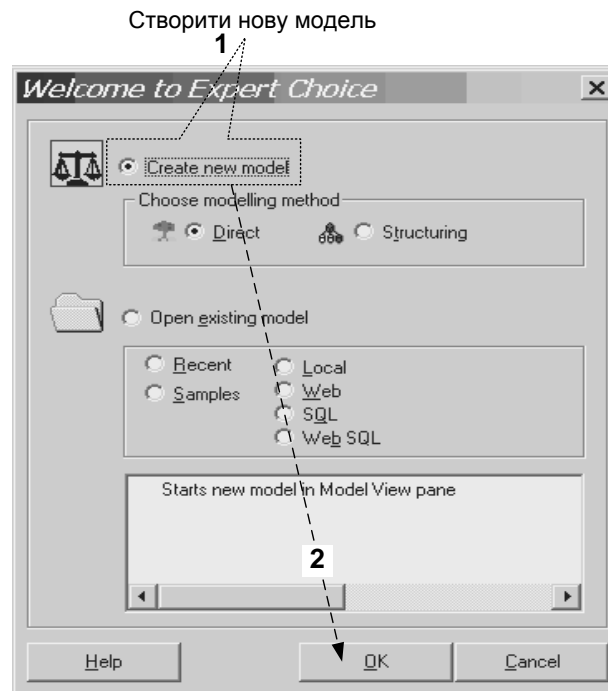 Створити нову модель
1
Welcome to Expert Choice
Create new model
Choose modelling method
Direct Structuring
Open existing model
Recent Local
Samples Web
SQL
Web SQL
Starts new model in Model View pane
2
Help OK Cancel